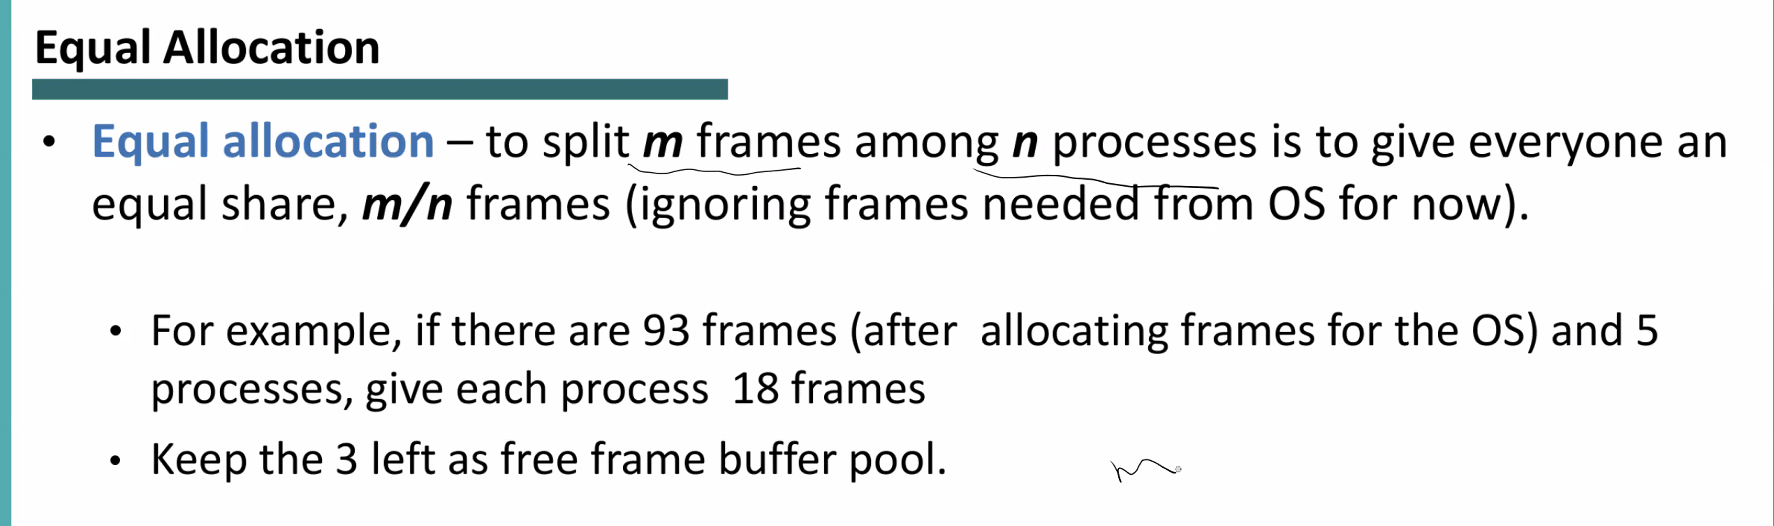 Equal Allocation
• Equal allocation – to split m frames among n processes is to give everyone an
equal share, m/n frames (ignoring frames needed from OS for now).
• For example, if there are 93 frames (after allocating frames for the OS) and 5
processes, give each process 18 frames
• Keep the 3 left as free frame buffer pool.